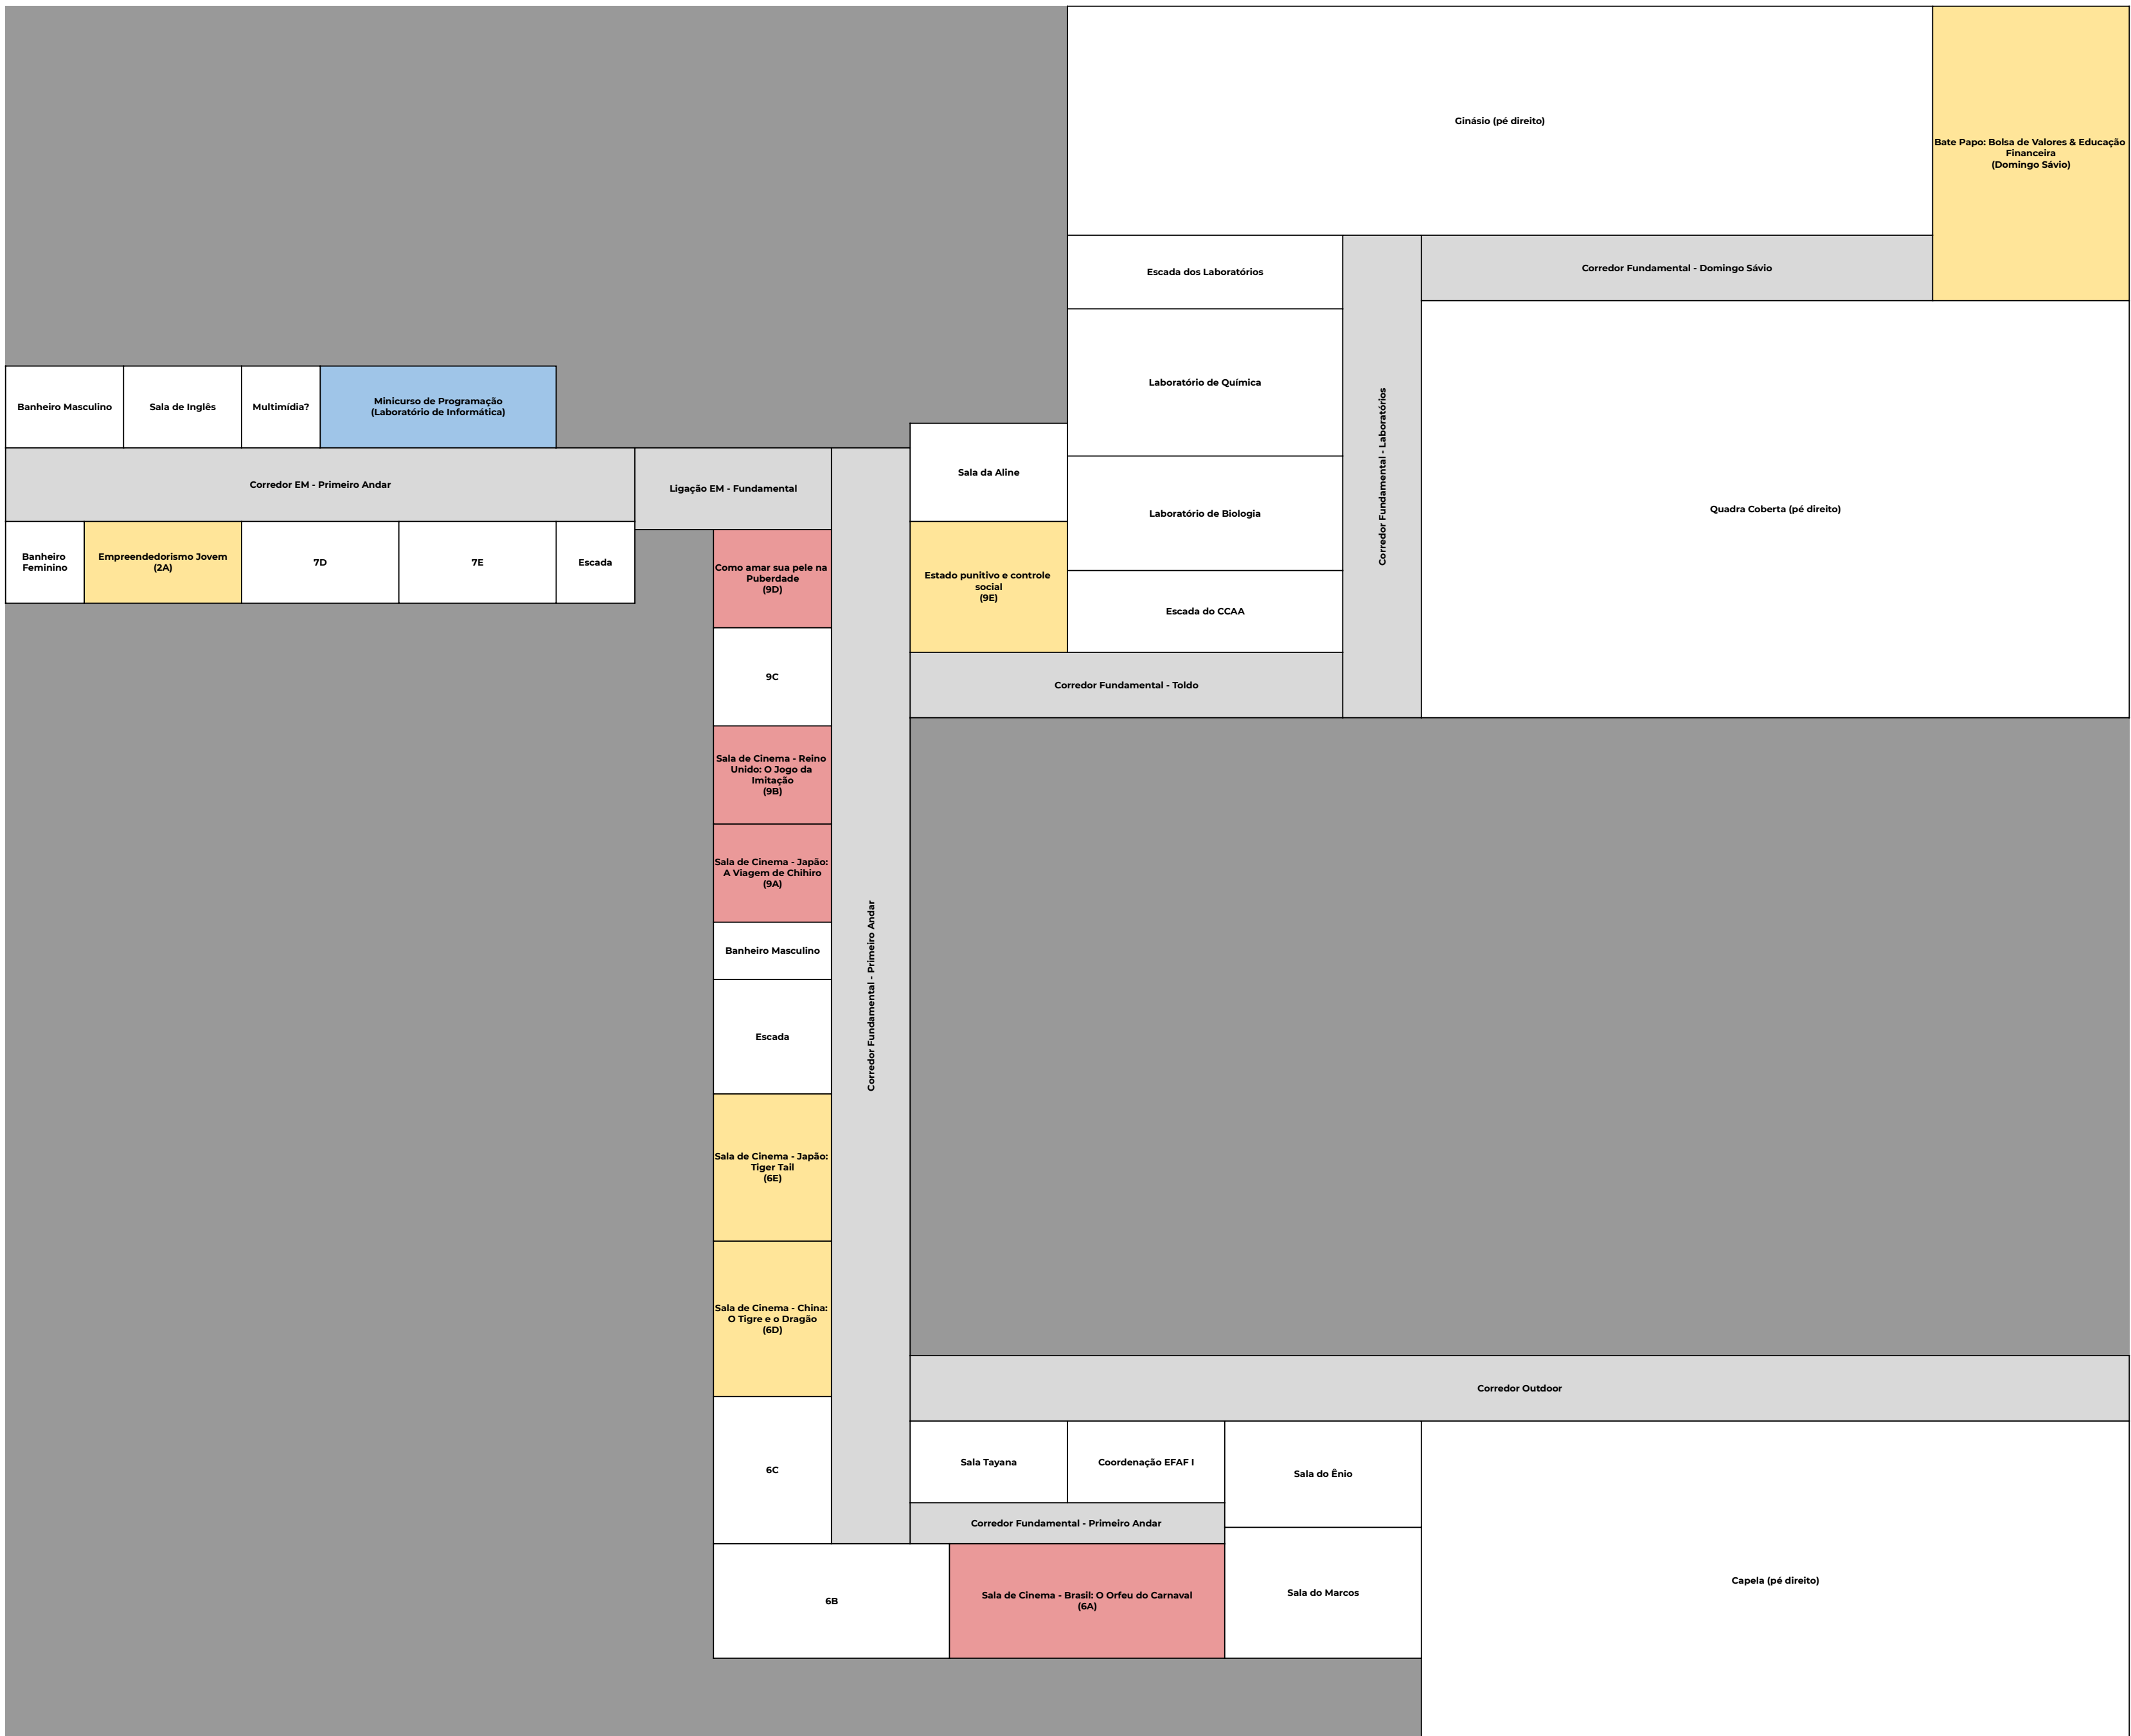 Ginásio (pé direito)
Bate Papo: Bolsa de Valores & Educação
Financeira
(Domingo Sávio)
Escada dos Laboratórios
Corredor Fundamental - Domingo Sávio
Laboratório de Química
Corredor Fundamental - Laboratórios
Banheiro Masculino
Sala de Inglês
Multimídia?
Minicurso de Programação
(Laboratório de Informática)
Sala da Aline
Corredor EM - Primeiro Andar
Ligação EM - Fundamental
Laboratório de Biologia
Quadra Coberta (pé direito)
Banheiro
Feminino
Empreendedorismo Jovem
(2A)
7D
7E
Escada
Como amar sua pele na
Puberdade
(9D)
Estado punitivo e controle
social
(9E)
Escada do CCAA
9C
Corredor Fundamental - Toldo
Sala de Cinema - Reino
Unido: O Jogo da
Imitação
(9B)
Sala de Cinema - Japão:
A Viagem de Chihiro
(9A)
Banheiro Masculino
Corredor Fundamental - Primeiro Andar
Escada
Sala de Cinema - Japão:
Tiger Tail
(6E)
Sala de Cinema - China:
O Tigre e o Dragão
(6D)
Corredor Outdoor
6C
Sala Tayana
Coordenação EFAF I
Sala do Ênio
Corredor Fundamental - Primeiro Andar
6B
Sala de Cinema - Brasil: O Orfeu do Carnaval
(6A)
Sala do Marcos
Capela (pé direito)